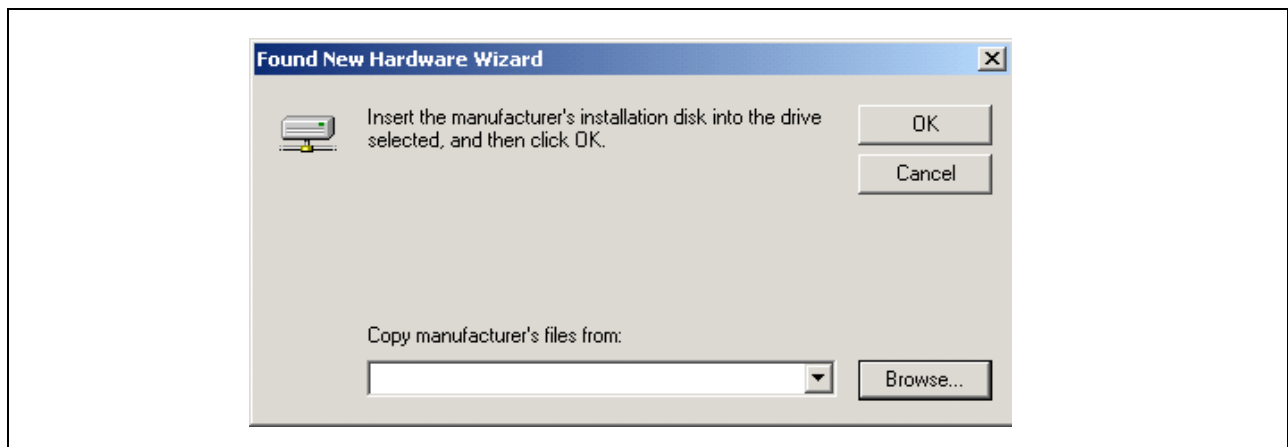 Found New Hardware Wizard
Insert the manufacturer's installation disk into the drive
selected, and then click OK.
OK
Cancel
Copy manufacturer's files from:
Browse...